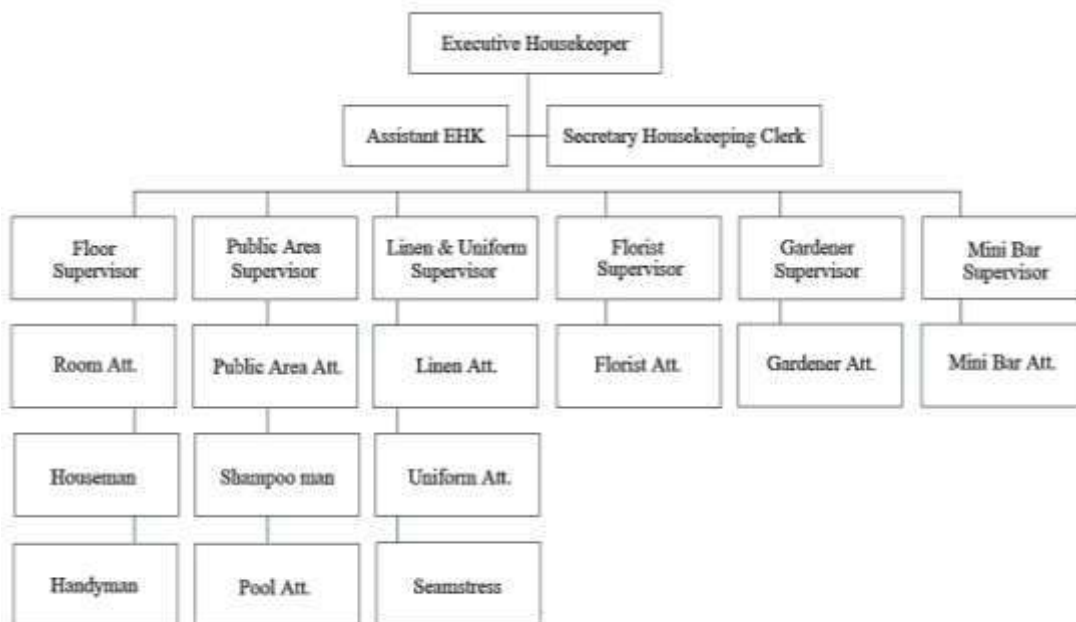 Executive Housekeeper
Assistant EHK
Secretary Housekeeping Clerk
Floor
Supervisor
Public Area
Supervisor
Linen & Uniform
Supervisor
Florist
Supervisor
Gardener
Supervisor
Mini Bar
Supervisor
Room Att.
Public Area Att.
Linen Att.
Florist Att.
Gardener Att.
Mini Bar Att.
Houseman
Shampoo man
Uniform Att.
Handyman
Pool Att.
Seamstress